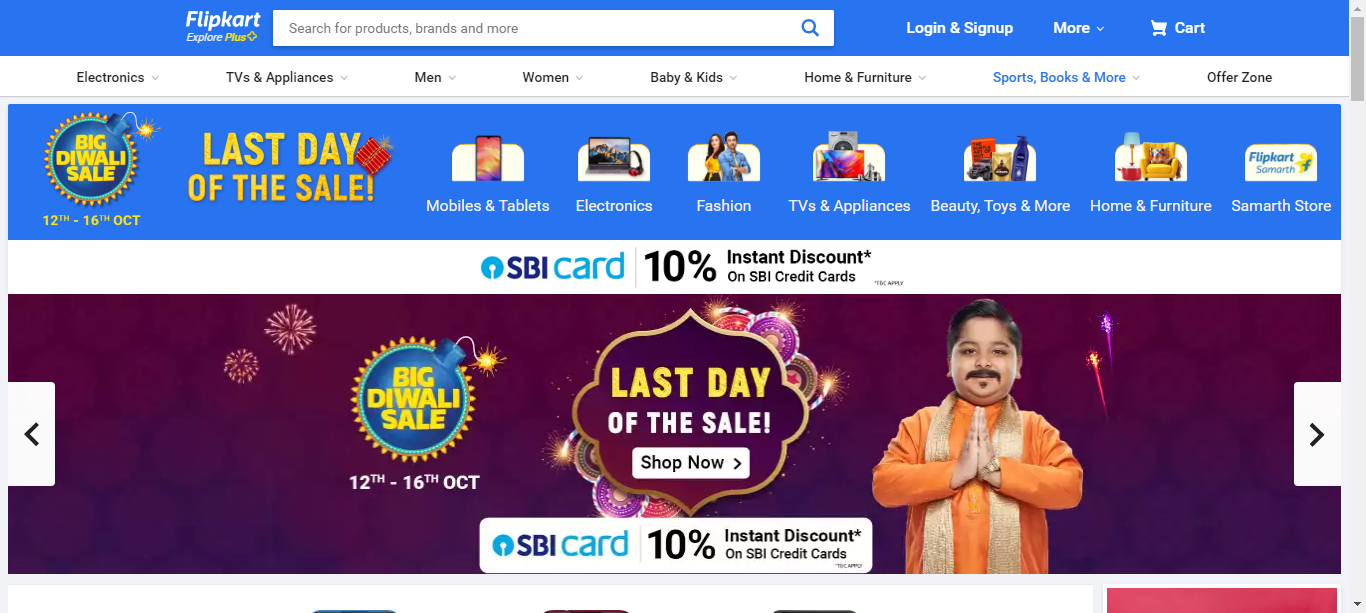 Flipkart
Explore Plus
Search for products, brands and more
Login & Signup
More
Cart
Electronics
TVs & Appliances
Men
Women
Baby & Kids
Home & Furniture
Sports, Books & More
Offer Zone
BIG
DIWALI
SALE
12TH - 16TH OCT
LAST DAY
OF THE SALE!
Mobiles & Tablets
Electronics
Fashion
TVs & Appliances
Beauty, Toys & More
Home & Furniture
Flipkart
Samarth
Samarth Store
SBI card
10%
Instant Discount*
On SBI Credit Cards
*T&C APPLY
BIG
DIWALI
SALE
12TH - 16TH OCT
LAST DAY
OF THE SALE!
Shop Now
SBI card
10%
Instant Discount*
On SBI Credit Cards
*T&C APPLY